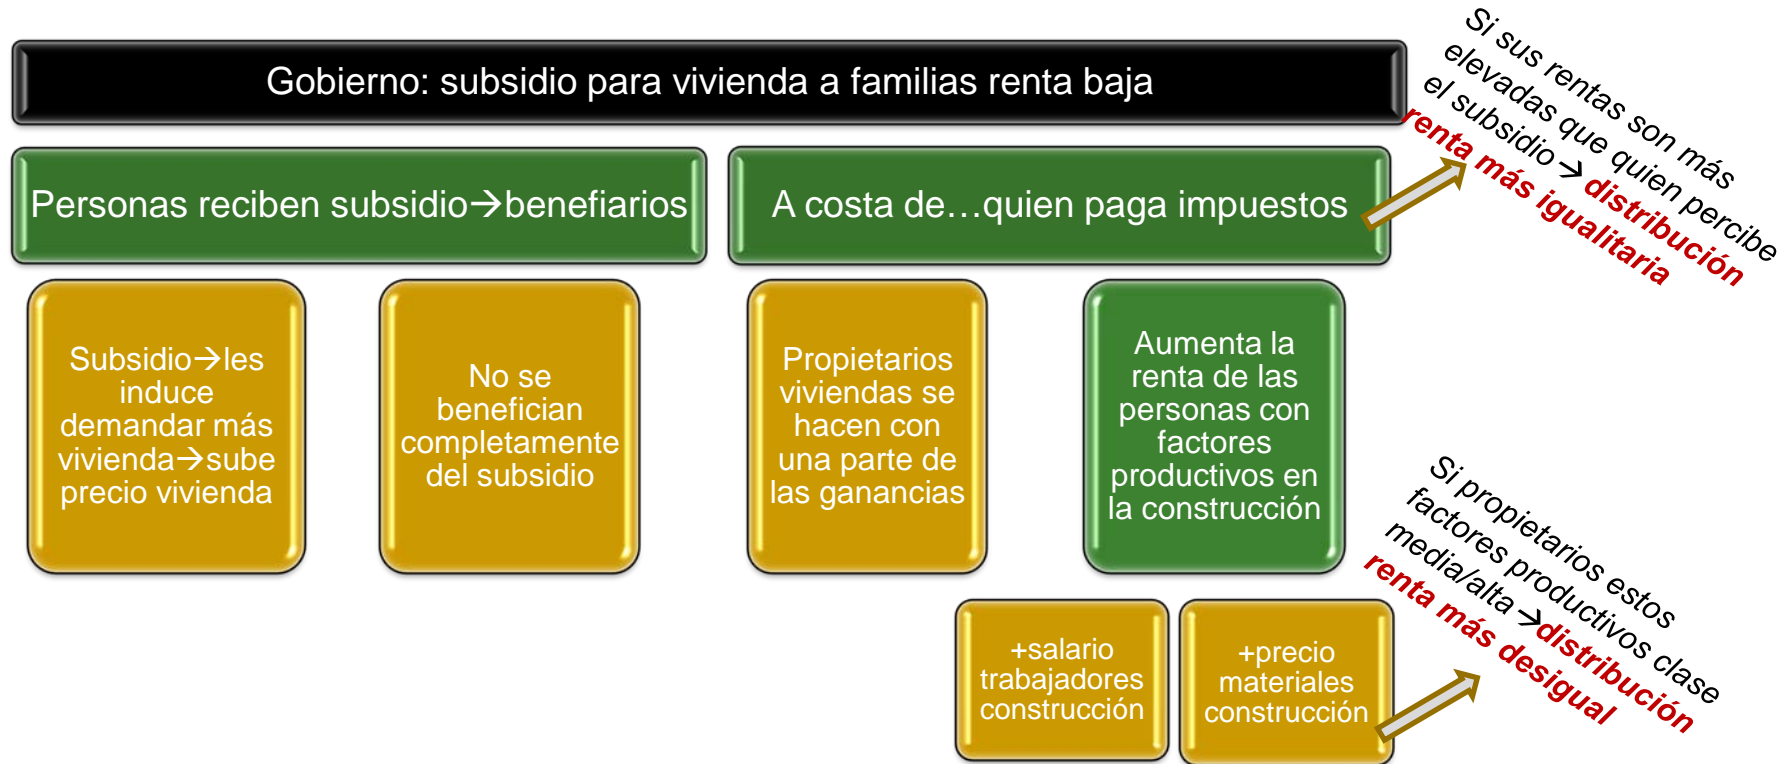 Gobierno: subsidio para vivienda a familias renta baja
Si sus rentas son más
elevadas que quien percibe
el subsidio → distribución
renta más igualitaria
Personas reciben subsidio→benefiarios
A costa de…quien paga impuestos
Subsidio→les
induce
demandar más
vivienda→sube
precio vivienda
No se
benefician
completamente
del subsidio
Propietarios
viviendas se
hacen con
una parte de
las ganancias
Aumenta la
renta de las
personas con
factores
productivos en
la construcción
+salario
trabajadores
construcción
+precio
materiales
construcción
Si propietarios estos
factores productivos clase
media/alta →distribución
renta más desigual